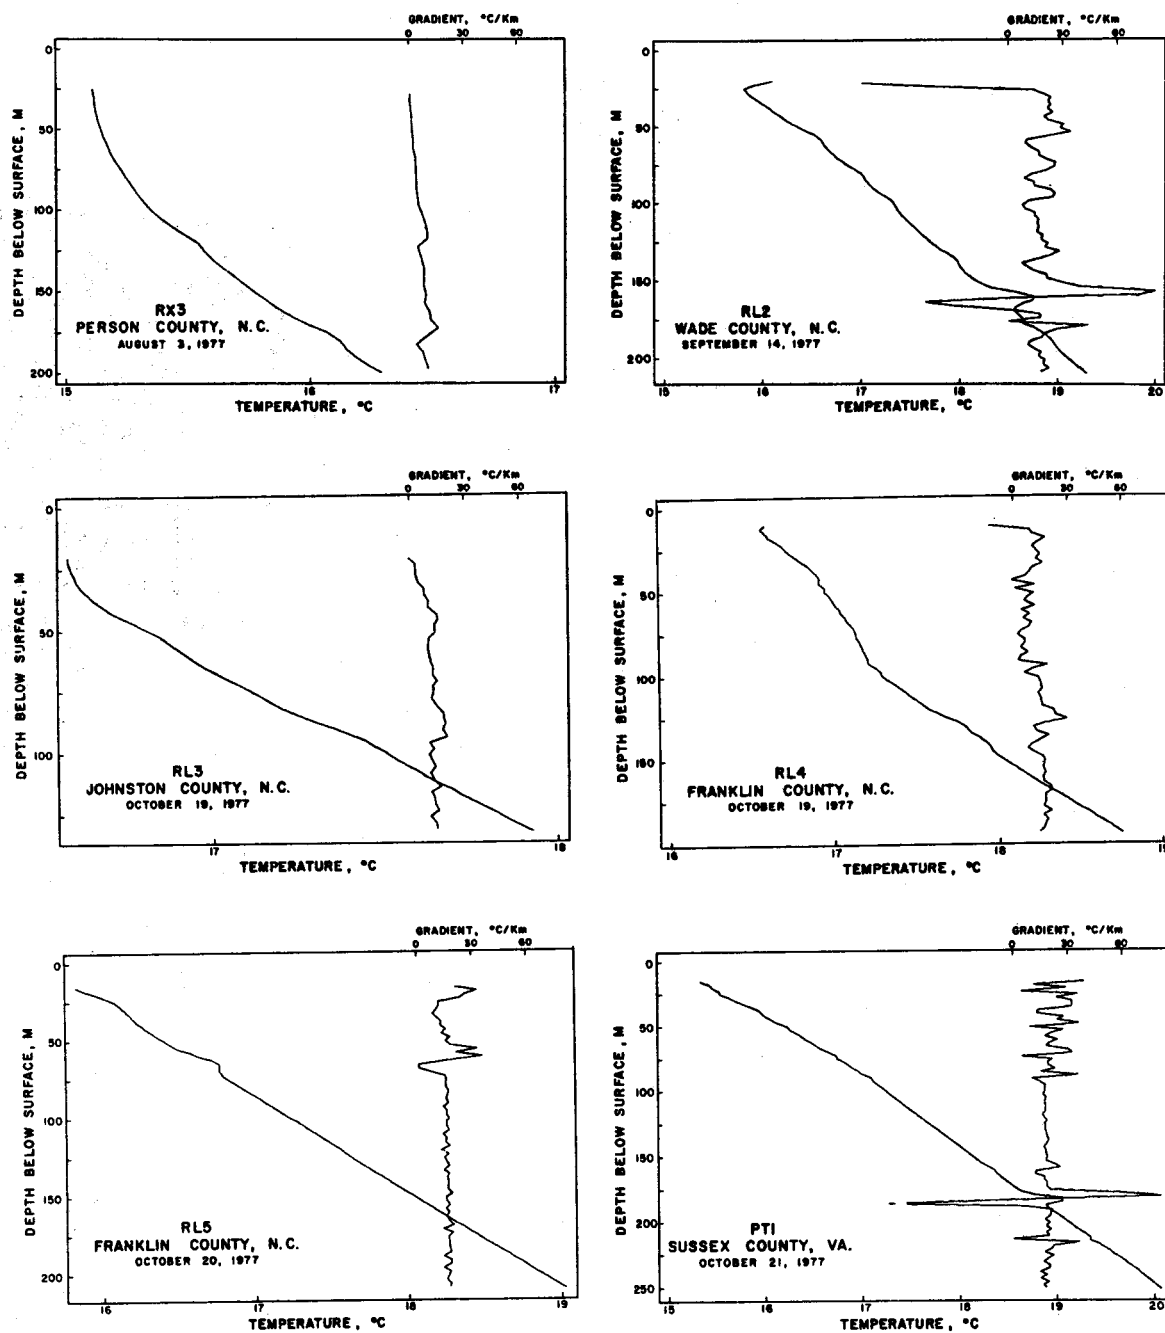 GRADIENT, °C/Km
0 30 60
0
50
100
150
200
DEPTH BELOW SURFACE, M
RX3
PERSON COUNTY, N.C.
AUGUST 3, 1977
15 16 17
TEMPERATURE, °C
GRADIENT, °C/Km
0 30 60
0
50
100
150
200
DEPTH BELOW SURFACE, M
RL2
WADE COUNTY, N.C.
SEPTEMBER 14, 1977
15 16 17 18 19 20
TEMPERATURE, °C
GRADIENT, °C/Km
0 30 60
0
50
100
DEPTH BELOW SURFACE, M
RL3
JOHNSTON COUNTY, N.C.
OCTOBER 19, 1977
17 18
TEMPERATURE, °C
GRADIENT, °C/Km
0 30 60
0
50
100
150
DEPTH BELOW SURFACE, M
RL4
FRANKLIN COUNTY, N.C.
OCTOBER 19, 1977
16 17 18 19
TEMPERATURE, °C
GRADIENT, °C/Km
0 30 60
0
50
100
150
200
DEPTH BELOW SURFACE, M
RL5
FRANKLIN COUNTY, N.C.
OCTOBER 20, 1977
16 17 18 19
TEMPERATURE, °C
GRADIENT, °C/Km
0 30 60
0
50
100
150
200
250
DEPTH BELOW SURFACE, M
PT1
SUSSEX COUNTY, VA.
OCTOBER 21, 1977
15 16 17 18 19 20
TEMPERATURE, °C